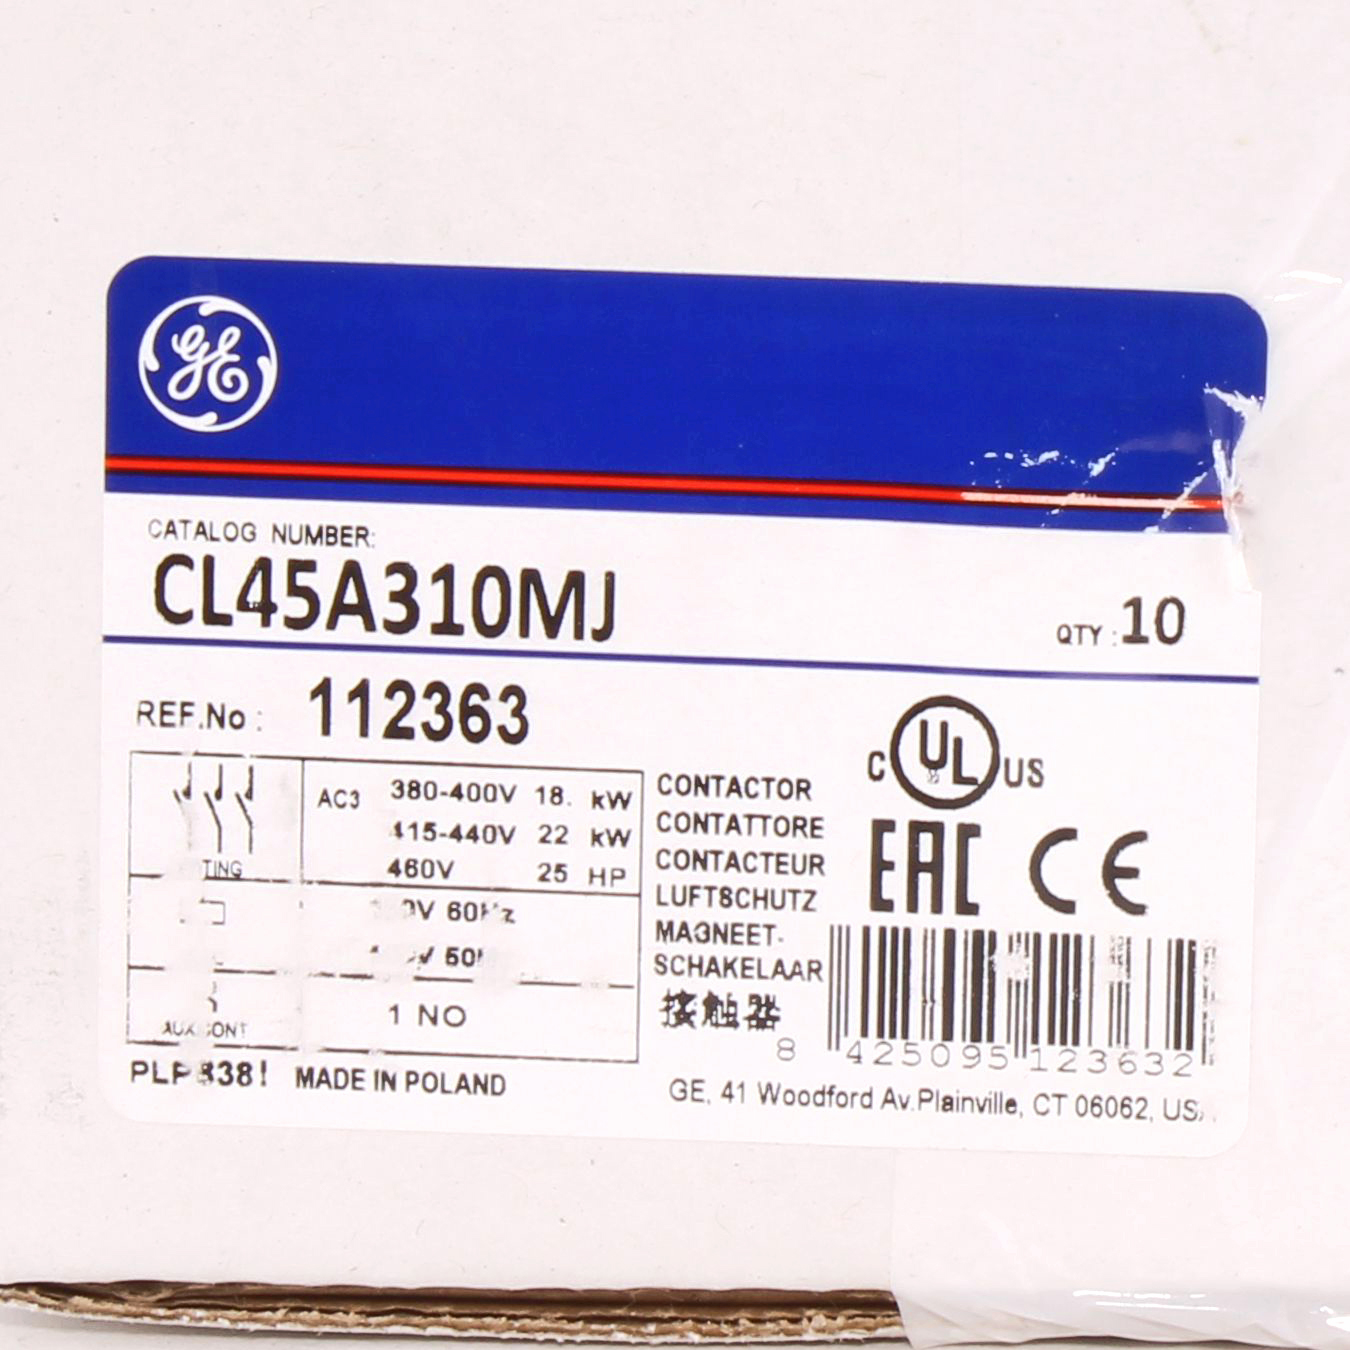 GE
CATALOG NUMBER:
CL45A310MJ
QTY : 10
REF.No : 112363
AC3 380-400V 18. kW
415-440V 22 kW
460V 25 HP
60Hz
1 NO
AUX CONT
MADE IN POLAND
CONTACTOR
CONTATTORE
CONTACTEUR
LUFTSCHUTZ
MAGNEET-
SCHAKELAAR
接触器
C UL US
EAC CE
8 425095 123632
GE, 41 Woodford Av.Plainville, CT 06062, USA